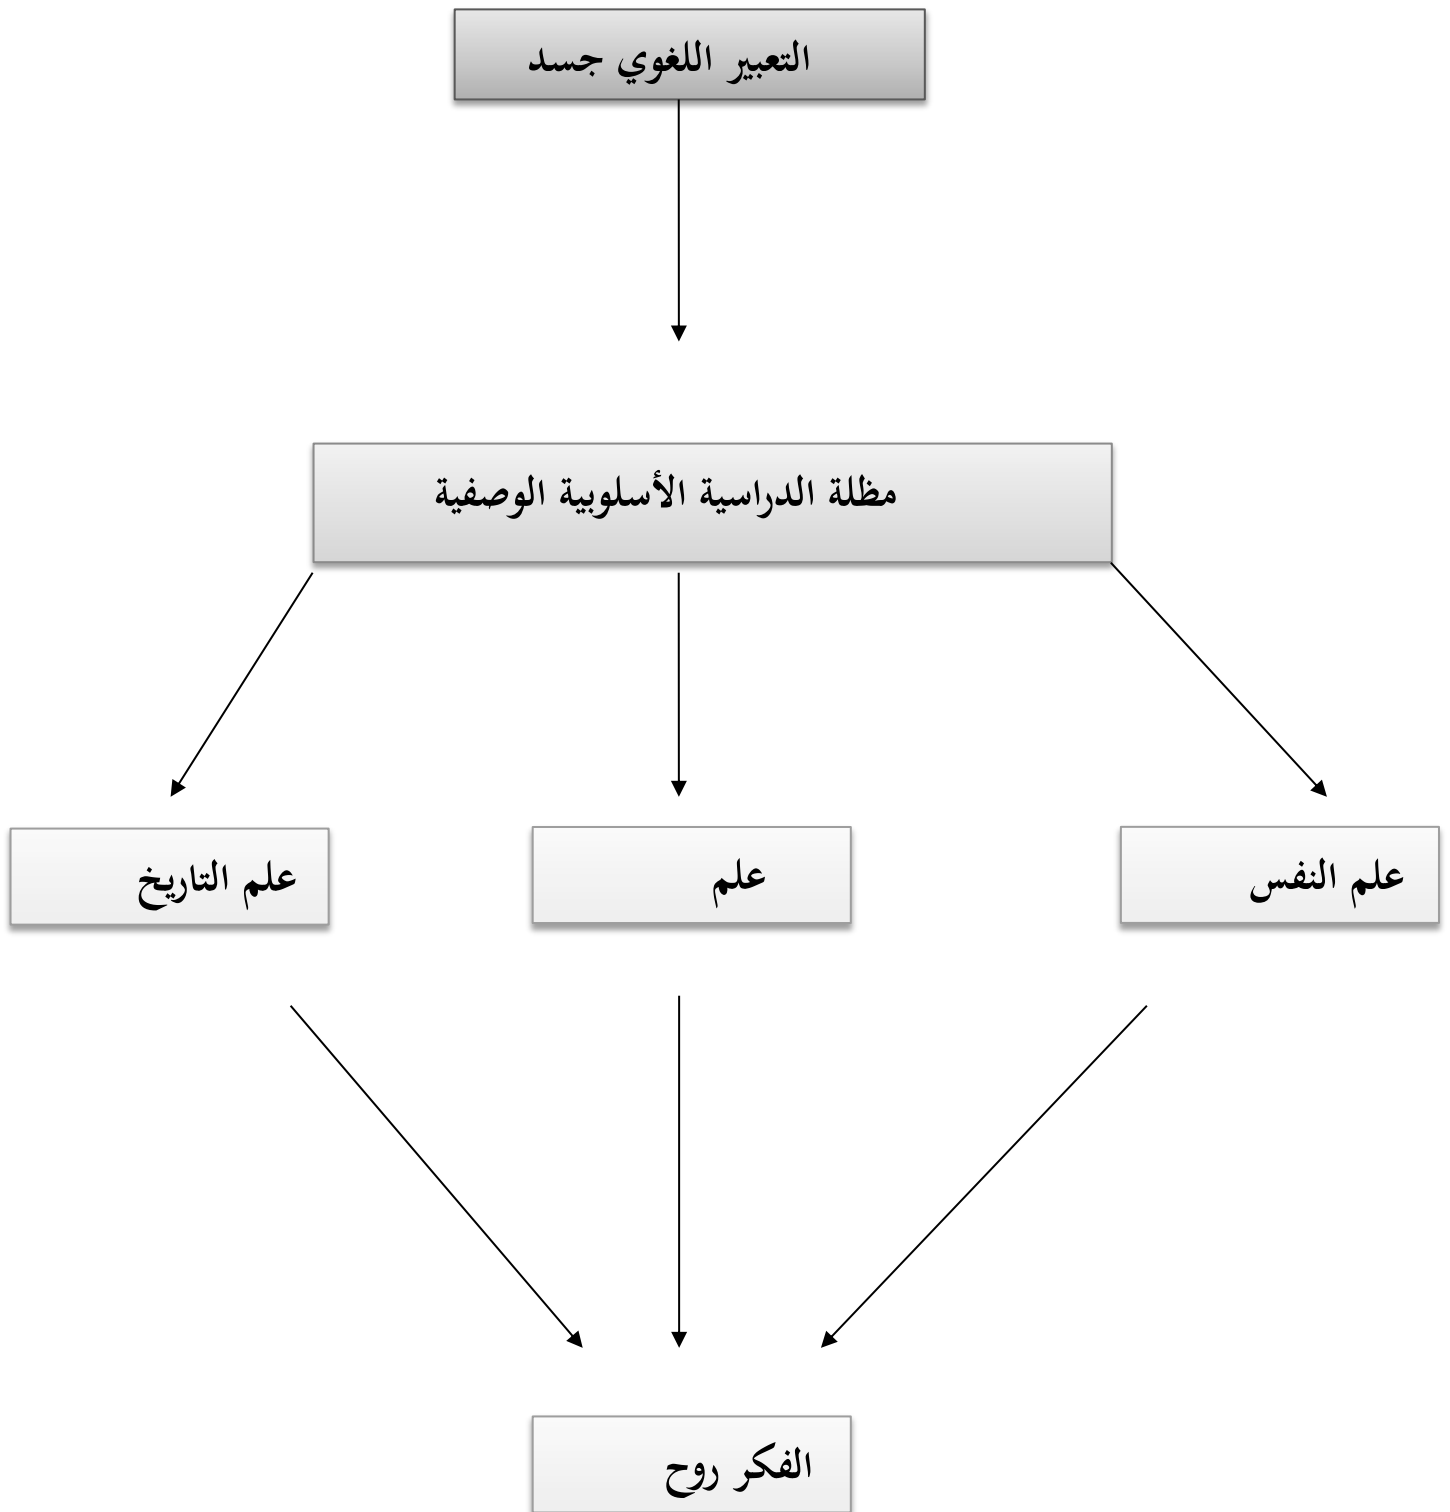 التعبير اللغوي جسد
مظلة الدراسية الأسلوبية الوصفية
علم النفس
علم
علم التاريخ
الفكر روح